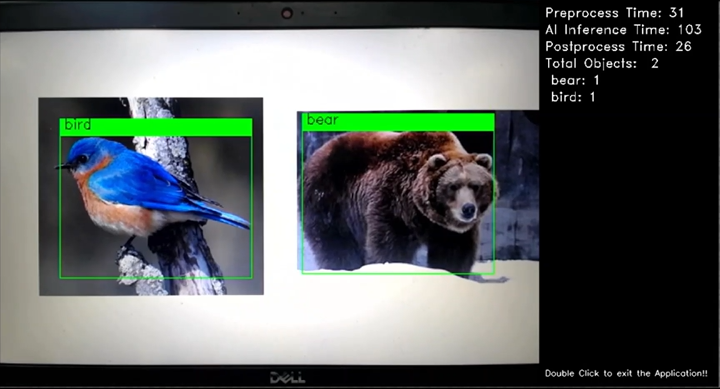 bird
bear
Preprocess Time: 31
AI Inference Time: 103
Postprocess Time: 26
Total Objects: 2
bear: 1
bird: 1
DELL
Double Click to exit the Application!!